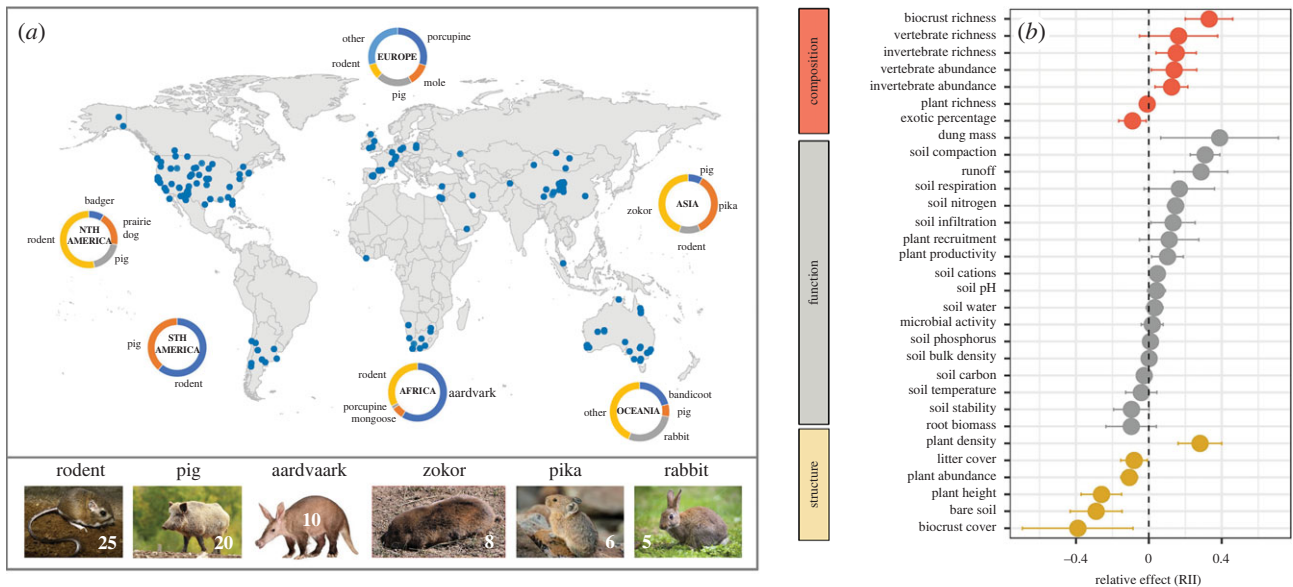 (a)
other
porcupine
EUROPE
rodent
mole
pig
badger
prairie
dog
NTH
AMERICA
rodent
pig
pig
ASIA
pika
zokor
rodent
STH
AMERICA
pig
rodent
rodent
AFRICA
aardvark
porcupine
mongoose
bandicoot
other
OCEANIA
pig
rabbit
rodent pig aardvaark zokor pika rabbit
25 20 10 8 6 5
(b)
composition
biocrust richness
vertebrate richness
invertebrate richness
vertebrate abundance
invertebrate abundance
plant richness
exotic percentage
function
dung mass
soil compaction
runoff
soil respiration
soil nitrogen
soil infiltration
plant recruitment
plant productivity
soil cations
soil pH
soil water
microbial activity
soil phosphorus
soil bulk density
soil carbon
soil temperature
soil stability
root biomass
structure
plant density
litter cover
plant abundance
plant height
bare soil
biocrust cover
–0.4 0 0.4
relative effect (RII)